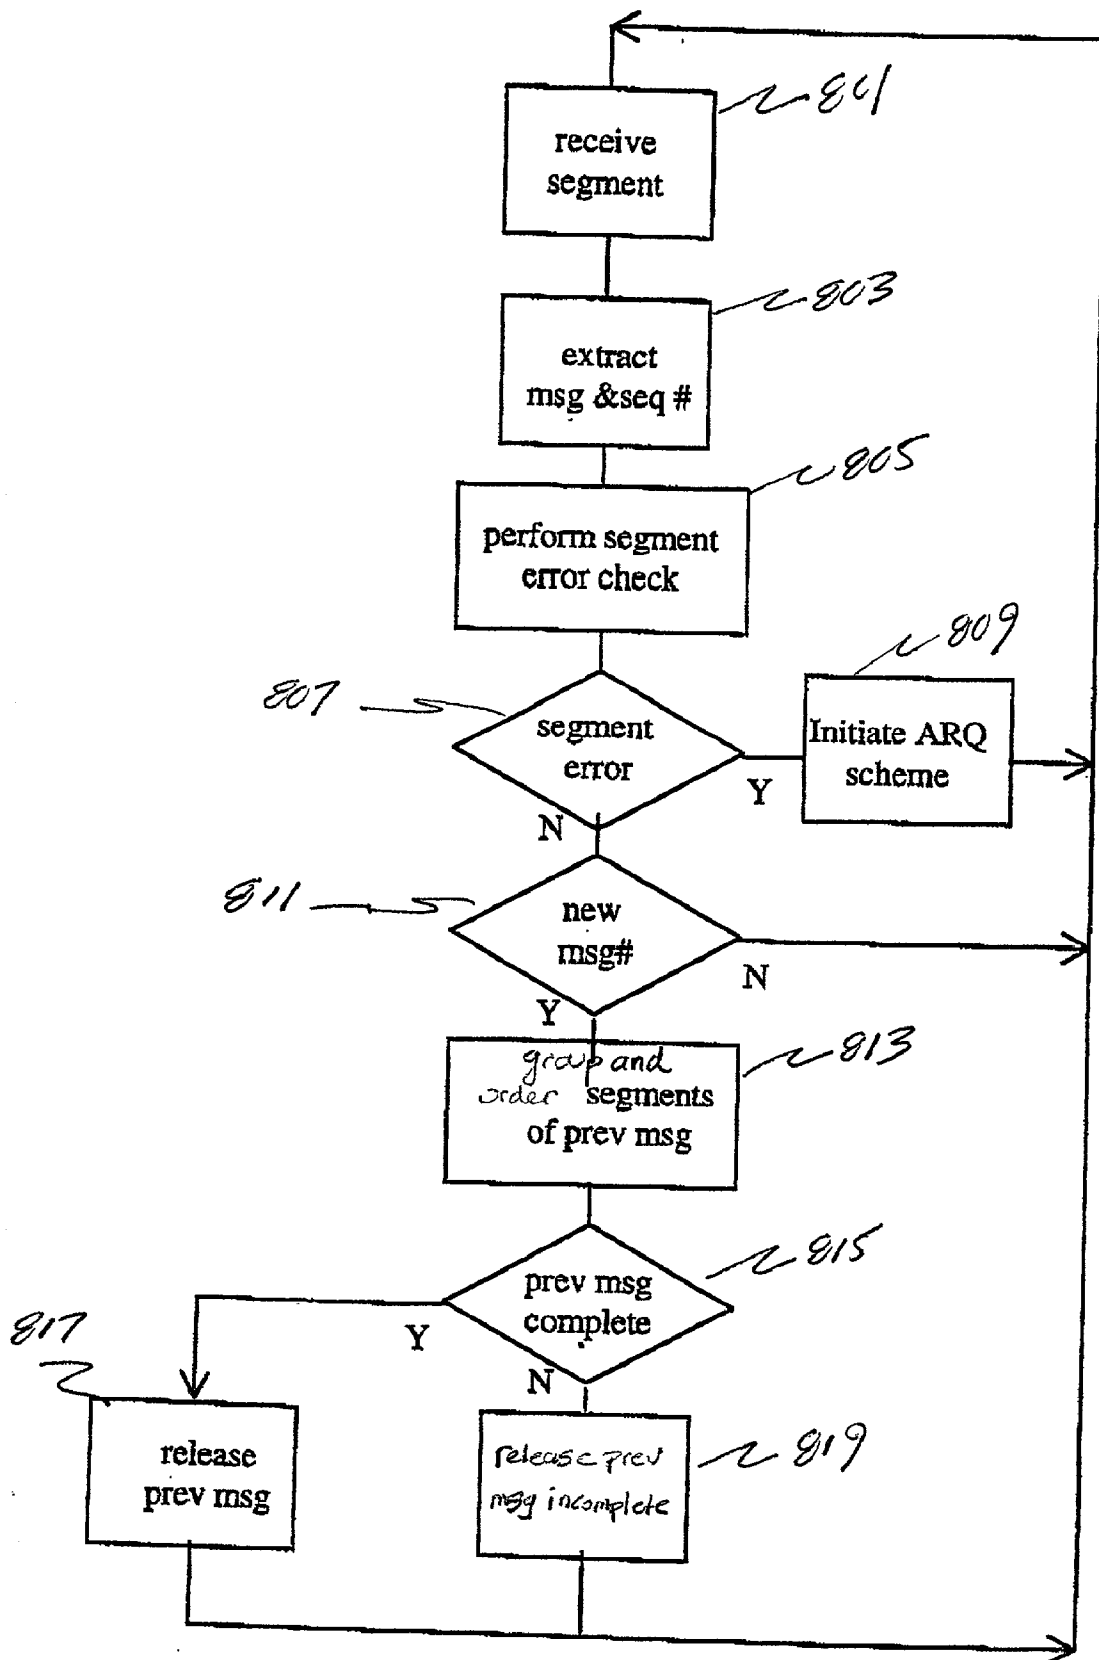 801
receive
segment
803
extract
msg &seq #
805
perform segment
error check
807
segment
error
Y
N
809
Initiate ARQ
scheme
811
new
msg#
N
Y
813
group and
order segments
of prev msg
815
prev msg
complete
Y
N
817
release
prev msg
819
release prev
msg incomplete